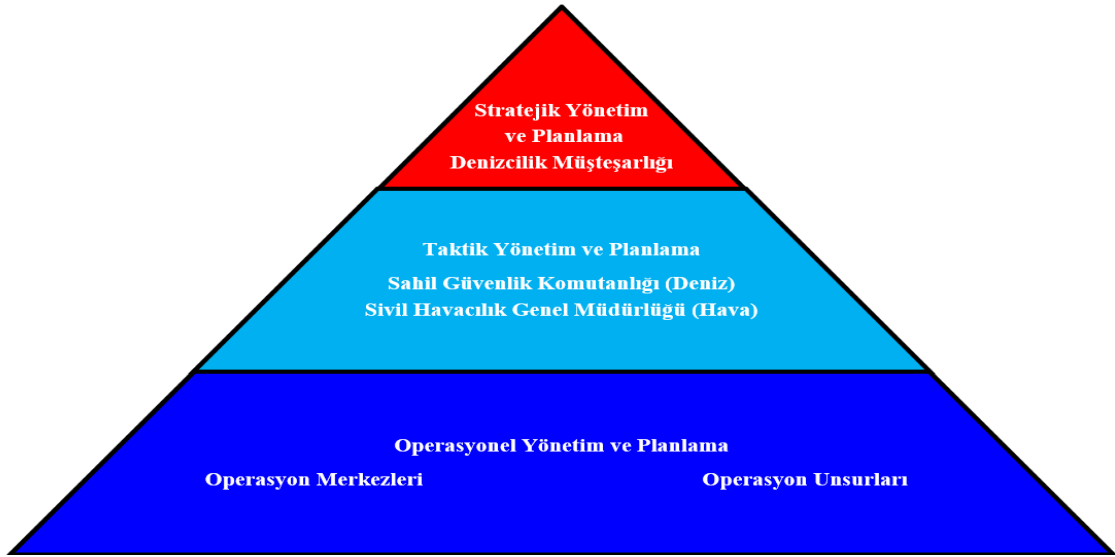 Stratejik Yönetim
ve Planlama
Denizcilik Müşteşarlığı
Taktik Yönetim ve Planlama
Sahil Güvenlik Komutanlığı (Deniz)
Sivil Havacılık Genel Müdürlüğü (Hava)
Operasyonel Yönetim ve Planlama
Operasyon Merkezleri Operasyon Unsurları